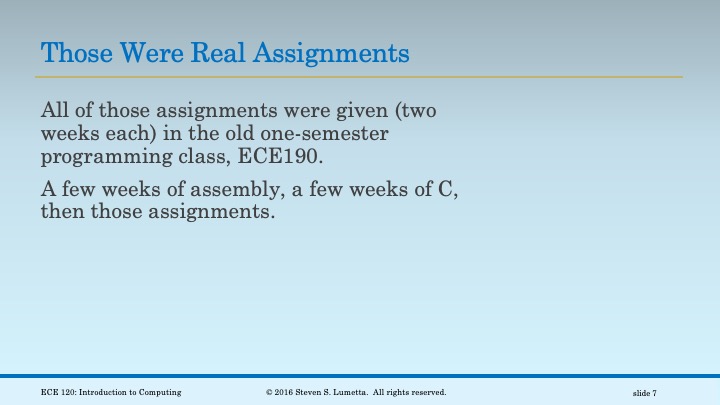 Those Were Real Assignments
All of those assignments were given (two
weeks each) in the old one-semester
programming class, ECE190.
A few weeks of assembly, a few weeks of C,
then those assignments.
ECE 120: Introduction to Computing
© 2016 Steven S. Lumetta.  All rights reserved.
slide 7